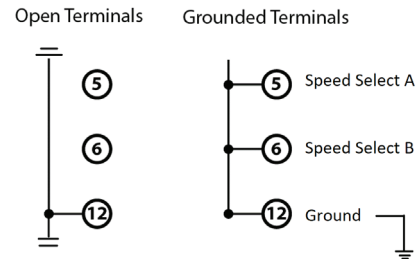 Open Terminals Grounded Terminals
5 5 Speed Select A
6 6 Speed Select B
12 12 Ground